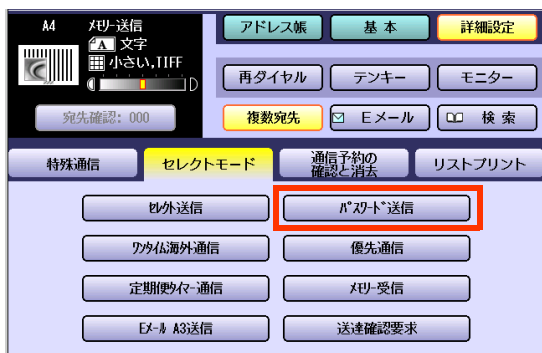 A4 ﾒﾓﾘｰ送信
A 文字
小さい,TIFF
D
宛先確認: 000
アドレス帳 基本 詳細設定
再ダイヤル テンキー モニター
複数宛先 Eメール 検索
特殊通信 セレクトモード 通信予約の
確認と消去 リストプリント
ｾﾚｸﾄ送信 ﾊﾟｽﾜｰﾄﾞ送信
ﾜﾝﾀｲﾑ海外通信 優先通信
定期便ﾀｲﾏｰ通信 ﾒﾓﾘｰ受信
Eﾒｰﾙ A3送信 送達確認要求